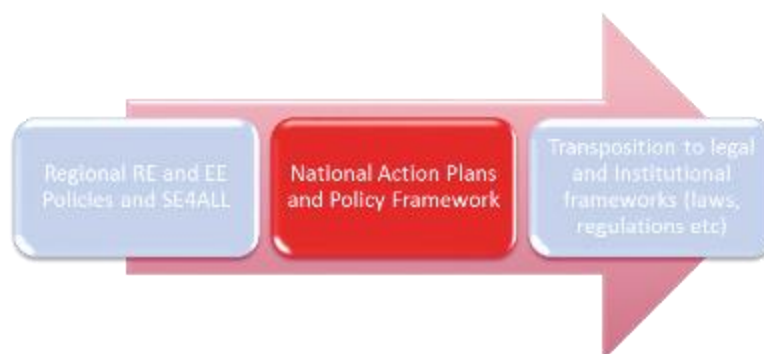 Regional RE and EE
Policies and SE4ALL
National Action Plans
and Policy Framework
Transposition to legal
and Institutional
frameworks (laws,
regulations etc)